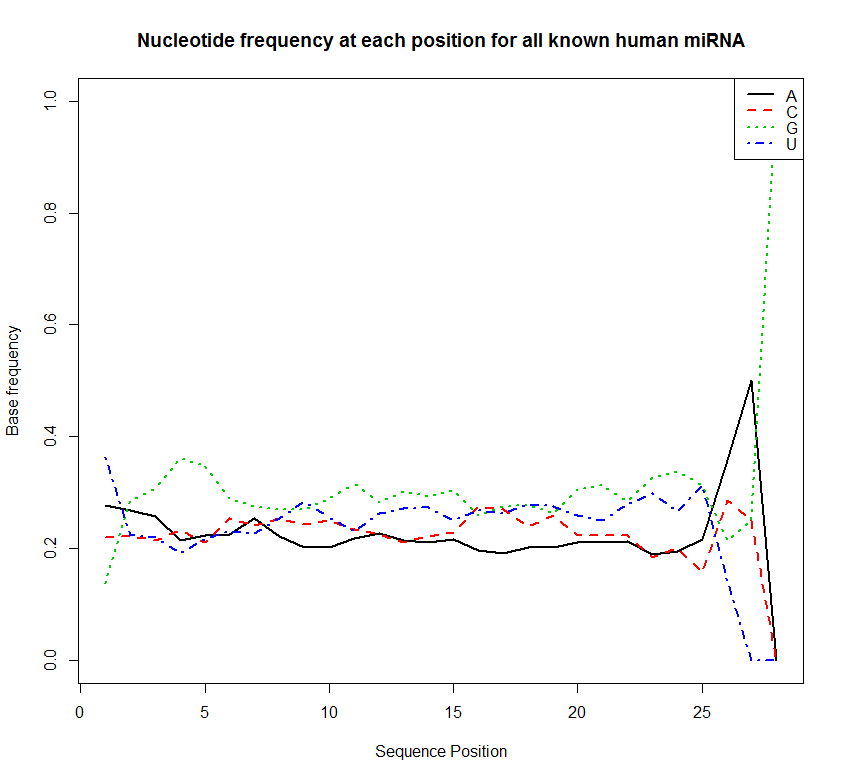 Nucleotide frequency at each position for all known human miRNA
A
C
G
U
1.0
0.8
0.6
0.4
0.2
0.0
Base frequency
0 5 10 15 20 25
Sequence Position